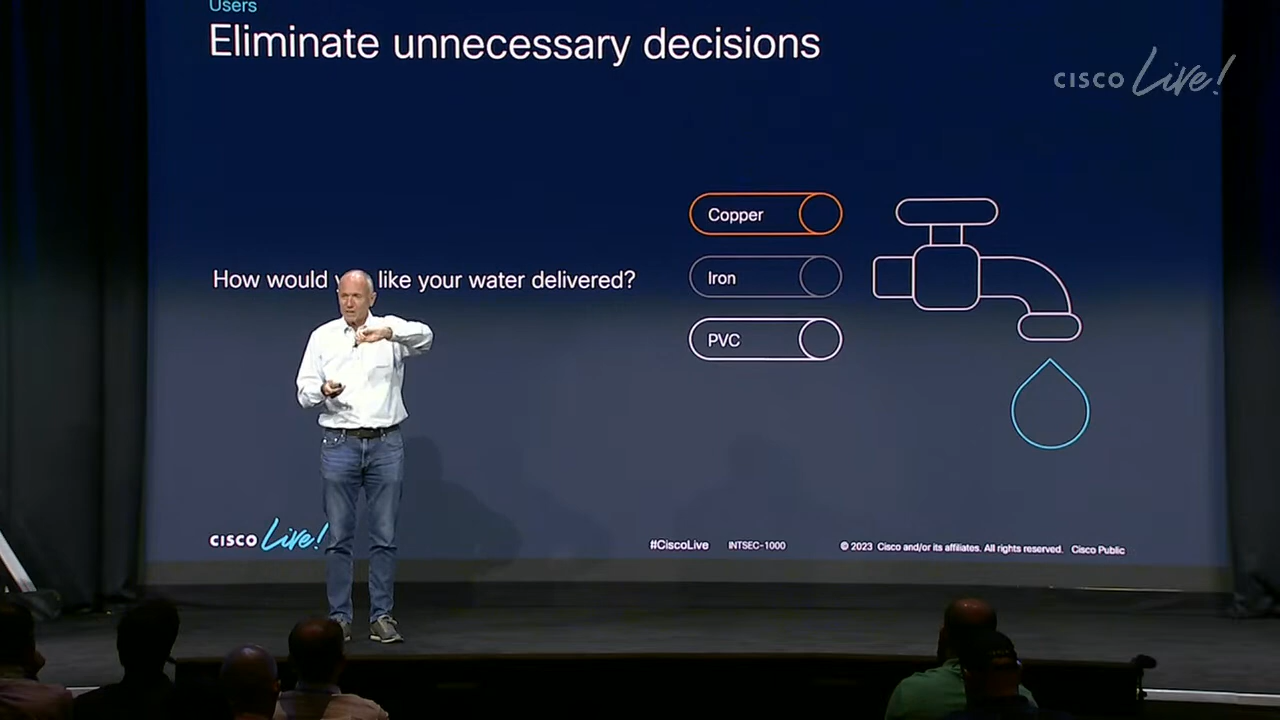 Users
Eliminate unnecessary decisions
CISCO Live!
Copper
How would like your water delivered?
Iron
PVC
CISCO Live!
#CiscoLive INTSEC-1000 © 2023 Cisco and/or its affiliates. All rights reserved. Cisco Public